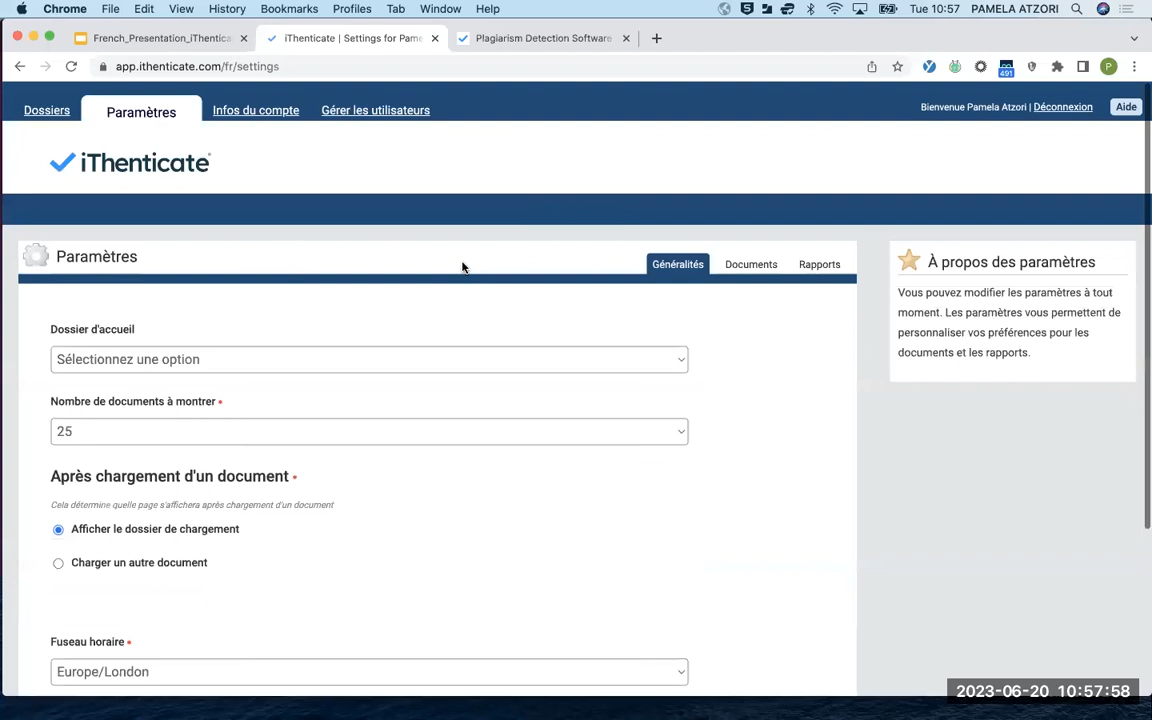 Chrome File Edit View History Bookmarks Profiles Tab Window Help Tue 10:57 PAMELA ATZORI
French_Presentation_iThentica iThenticate | Settings for Pame Plagiarism Detection Software
app.ithenticate.com/fr/settings
491
P
Dossiers Paramètres Infos du compte Gérer les utilisateurs Bienvenue Pamela Atzori | Déconnexion Aide
iThenticate
Paramètres Généralités Documents Rapports
À propos des paramètres
Vous pouvez modifier les paramètres à tout
moment. Les paramètres vous permettent de
personnaliser vos préférences pour les
documents et les rapports.
Dossier d'accueil
Sélectionnez une option
Nombre de documents à montrer •
25
Après chargement d'un document •
Cela détermine quelle page s'affichera après chargement d'un document
Afficher le dossier de chargement
Charger un autre document
Fuseau horaire •
Europe/London
2023-06-20 10:57:58